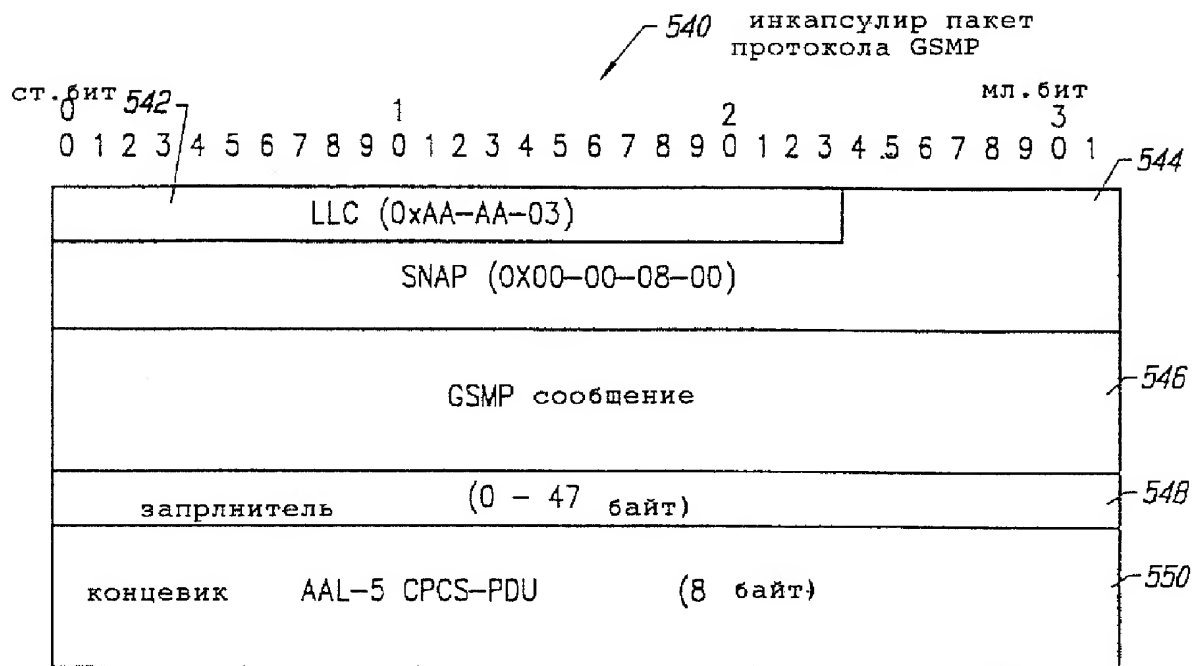 540 инкапсулир пакет
протокола GSMP
ст.бит 542 мл.бит
0 1 2 3
0 1 2 3 4 5 6 7 8 9 0 1 2 3 4 5 6 7 8 9 0 1 2 3 4 5 6 7 8 9 0 1
544
LLC (0xAA-AA-03)
SNAP (0X00-00-08-00)
GSMP сообщение 546
запрлнитель (0 - 47 байт) 548
концевик AAL-5 CPCS-PDU (8 байт) 550